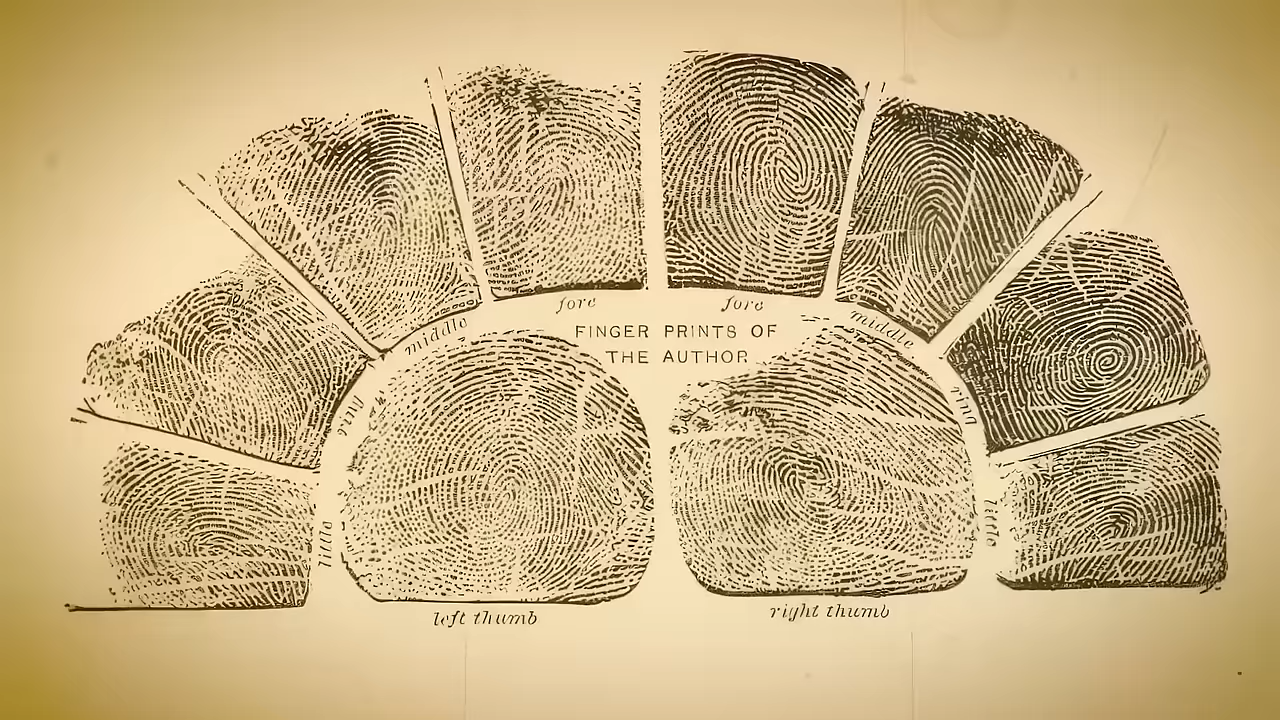 fore
fore
middle
FINGER PRINTS OF
middle
THE AUTHOR
ring
ring
little
little
left thumb
right thumb